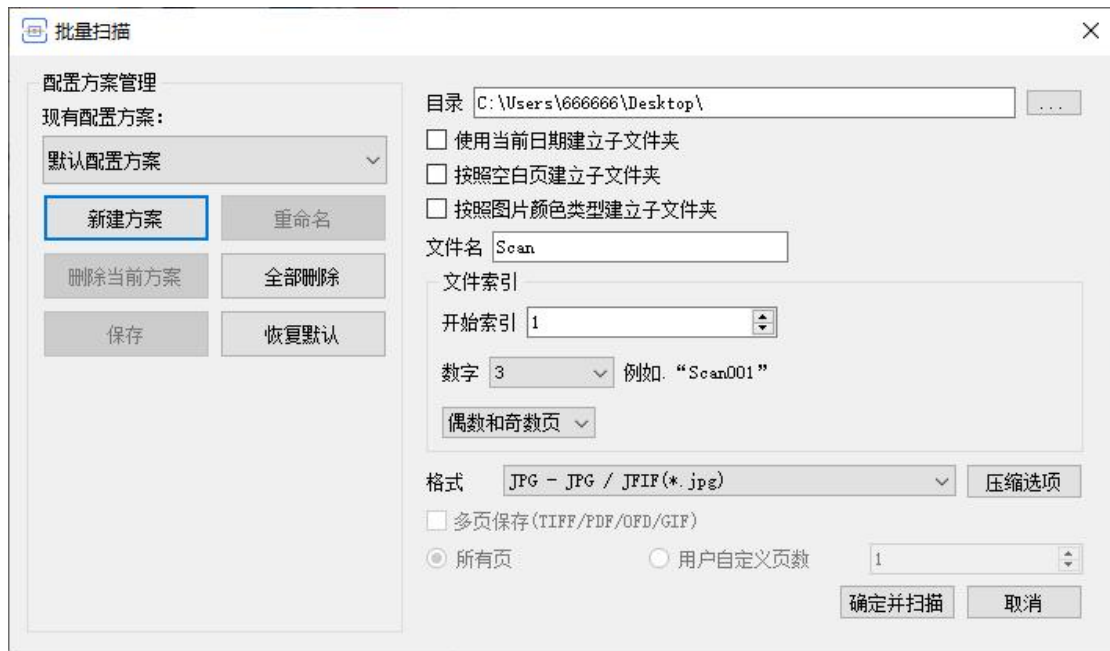 批量扫描
配置方案管理
现有配置方案:
默认配置方案
新建方案 重命名
删除当前方案 全部删除
保存 恢复默认
目录 C:\Users\666666\Desktop\ ...
使用当前日期建立子文件夹
按照空白页建立子文件夹
按照图片颜色类型建立子文件夹
文件名 Scan
文件索引
开始索引 1
数字 3 例如. “Scan001”
偶数和奇数页
格式 JPG - JPG / JFIF(*.jpg) 压缩选项
多页保存(TIFF/PDF/OFD/GIF)
所有页 用户自定义页数 1
确定并扫描 取消